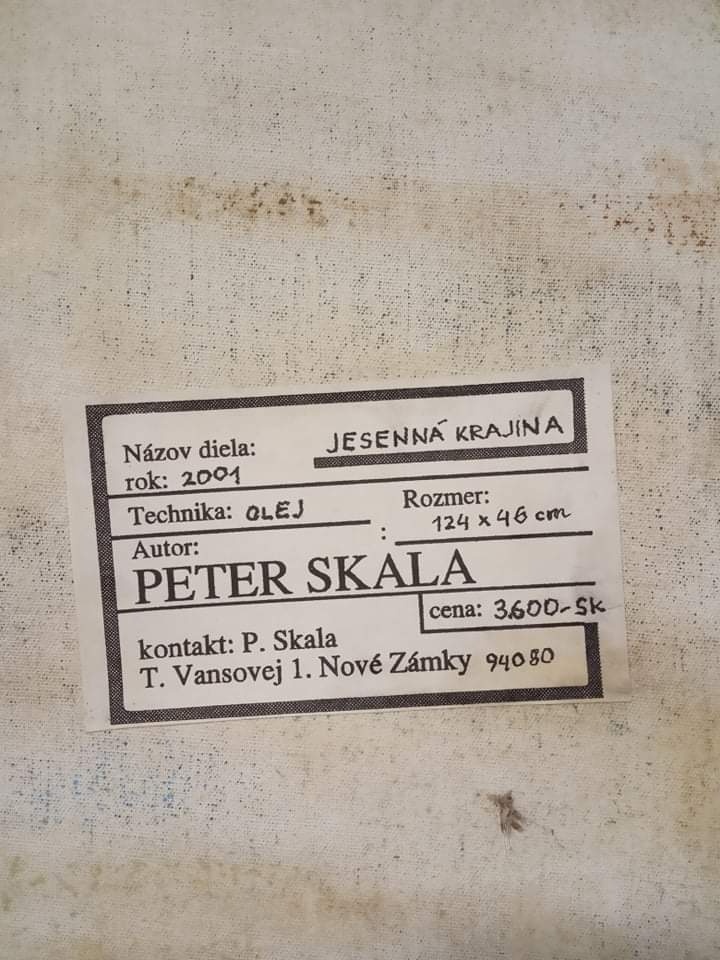 Názov diela: JESENNÁ KRAJINA
rok: 2001
Technika: OLEJ
Rozmer:
124 x 46 cm
:
Autor:
PETER SKALA
cena: 3.600-SK
kontakt: P. Skala
T. Vansovej 1. Nové Zámky 94080